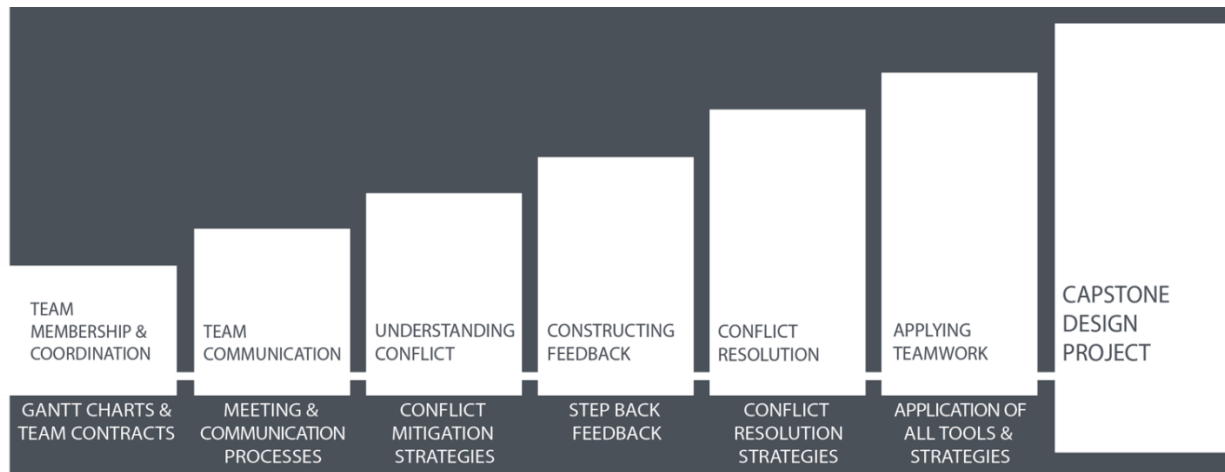 TEAM
MEMBERSHIP &
COORDINATION
TEAM
COMMUNICATION
UNDERSTANDING
CONFLICT
CONSTRUCTING
FEEDBACK
CONFLICT
RESOLUTION
APPLYING
TEAMWORK
CAPSTONE
DESIGN
PROJECT
GANTT CHARTS &
TEAM CONTRACTS
MEETING &
COMMUNICATION
PROCESSES
CONFLICT
MITIGATION
STRATEGIES
STEP BACK
FEEDBACK
CONFLICT
RESOLUTION
STRATEGIES
APPLICATION OF
ALL TOOLS &
STRATEGIES